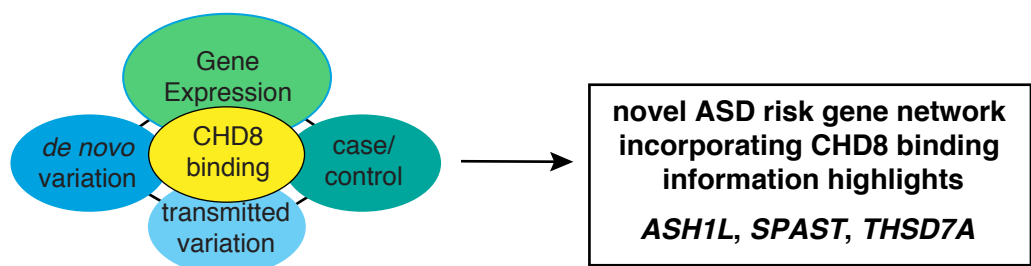 Gene
Expression
de novo
variation
CHD8
binding
case/
control
transmitted
variation
novel ASD risk gene network
incorporating CHD8 binding
information highlights
ASH1L, SPAST, THSD7A